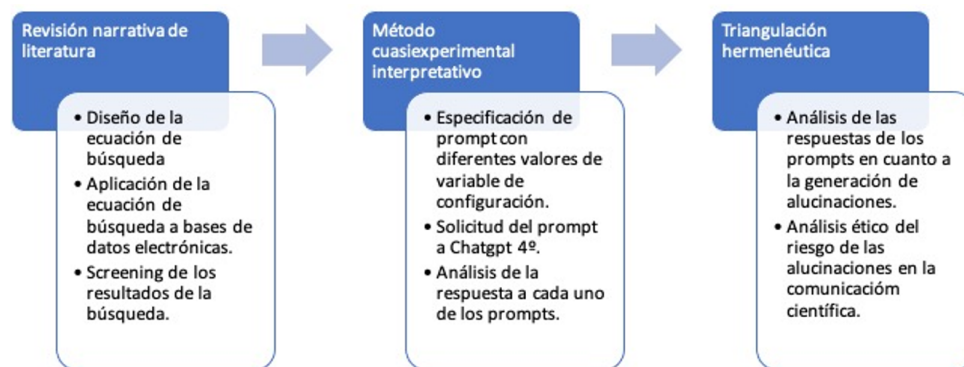 Revisión narrativa de
literatura
• Diseño de la
ecuación de
búsqueda
• Aplicación de la
ecuación de
búsqueda a bases de
datos electrónicas.
• Screening de los
resultados de la
búsqueda.
Método
cuasiexperimental
interpretativo
• Especificación de
prompt con
diferentes valores de
variable de
configuración.
• Solicitud del prompt
a Chatgpt 4º.
• Análisis de la
respuesta a cada uno
de los prompts.
Triangulación
hermenéutica
• Análisis de las
respuestas de los
prompts en cuanto a
la generación de
alucinaciones.
• Análisis ético del
riesgo de las
alucinaciones en la
comunicacióm
científica.